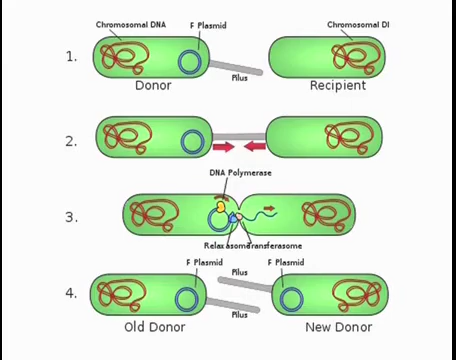 Chromosomal DNA
F Plasmid
Chromosomal DI
1.
Pilus
Donor
Recipient
2.
DNA Polymerase
3.
Relaxasome
Transferasome
F Plasmid
Pilus
F Plasmid
4.
Pilus
Old Donor
New Donor